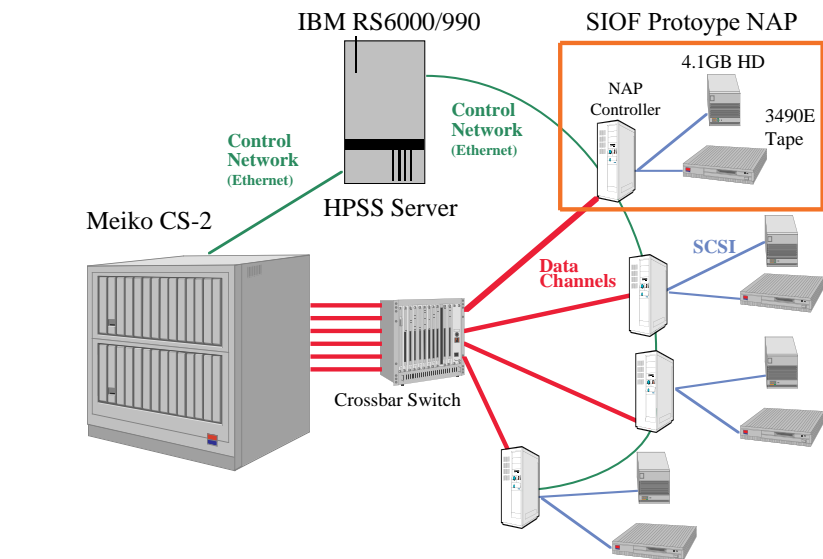 IBM RS6000/990
SIOF Protoype NAP
4.1GB HD
NAP
Controller
3490E
Tape
Control
Network
(Ethernet)
Control
Network
(Ethernet)
HPSS Server
Meiko CS-2
SCSI
Data
Channels
Crossbar Switch